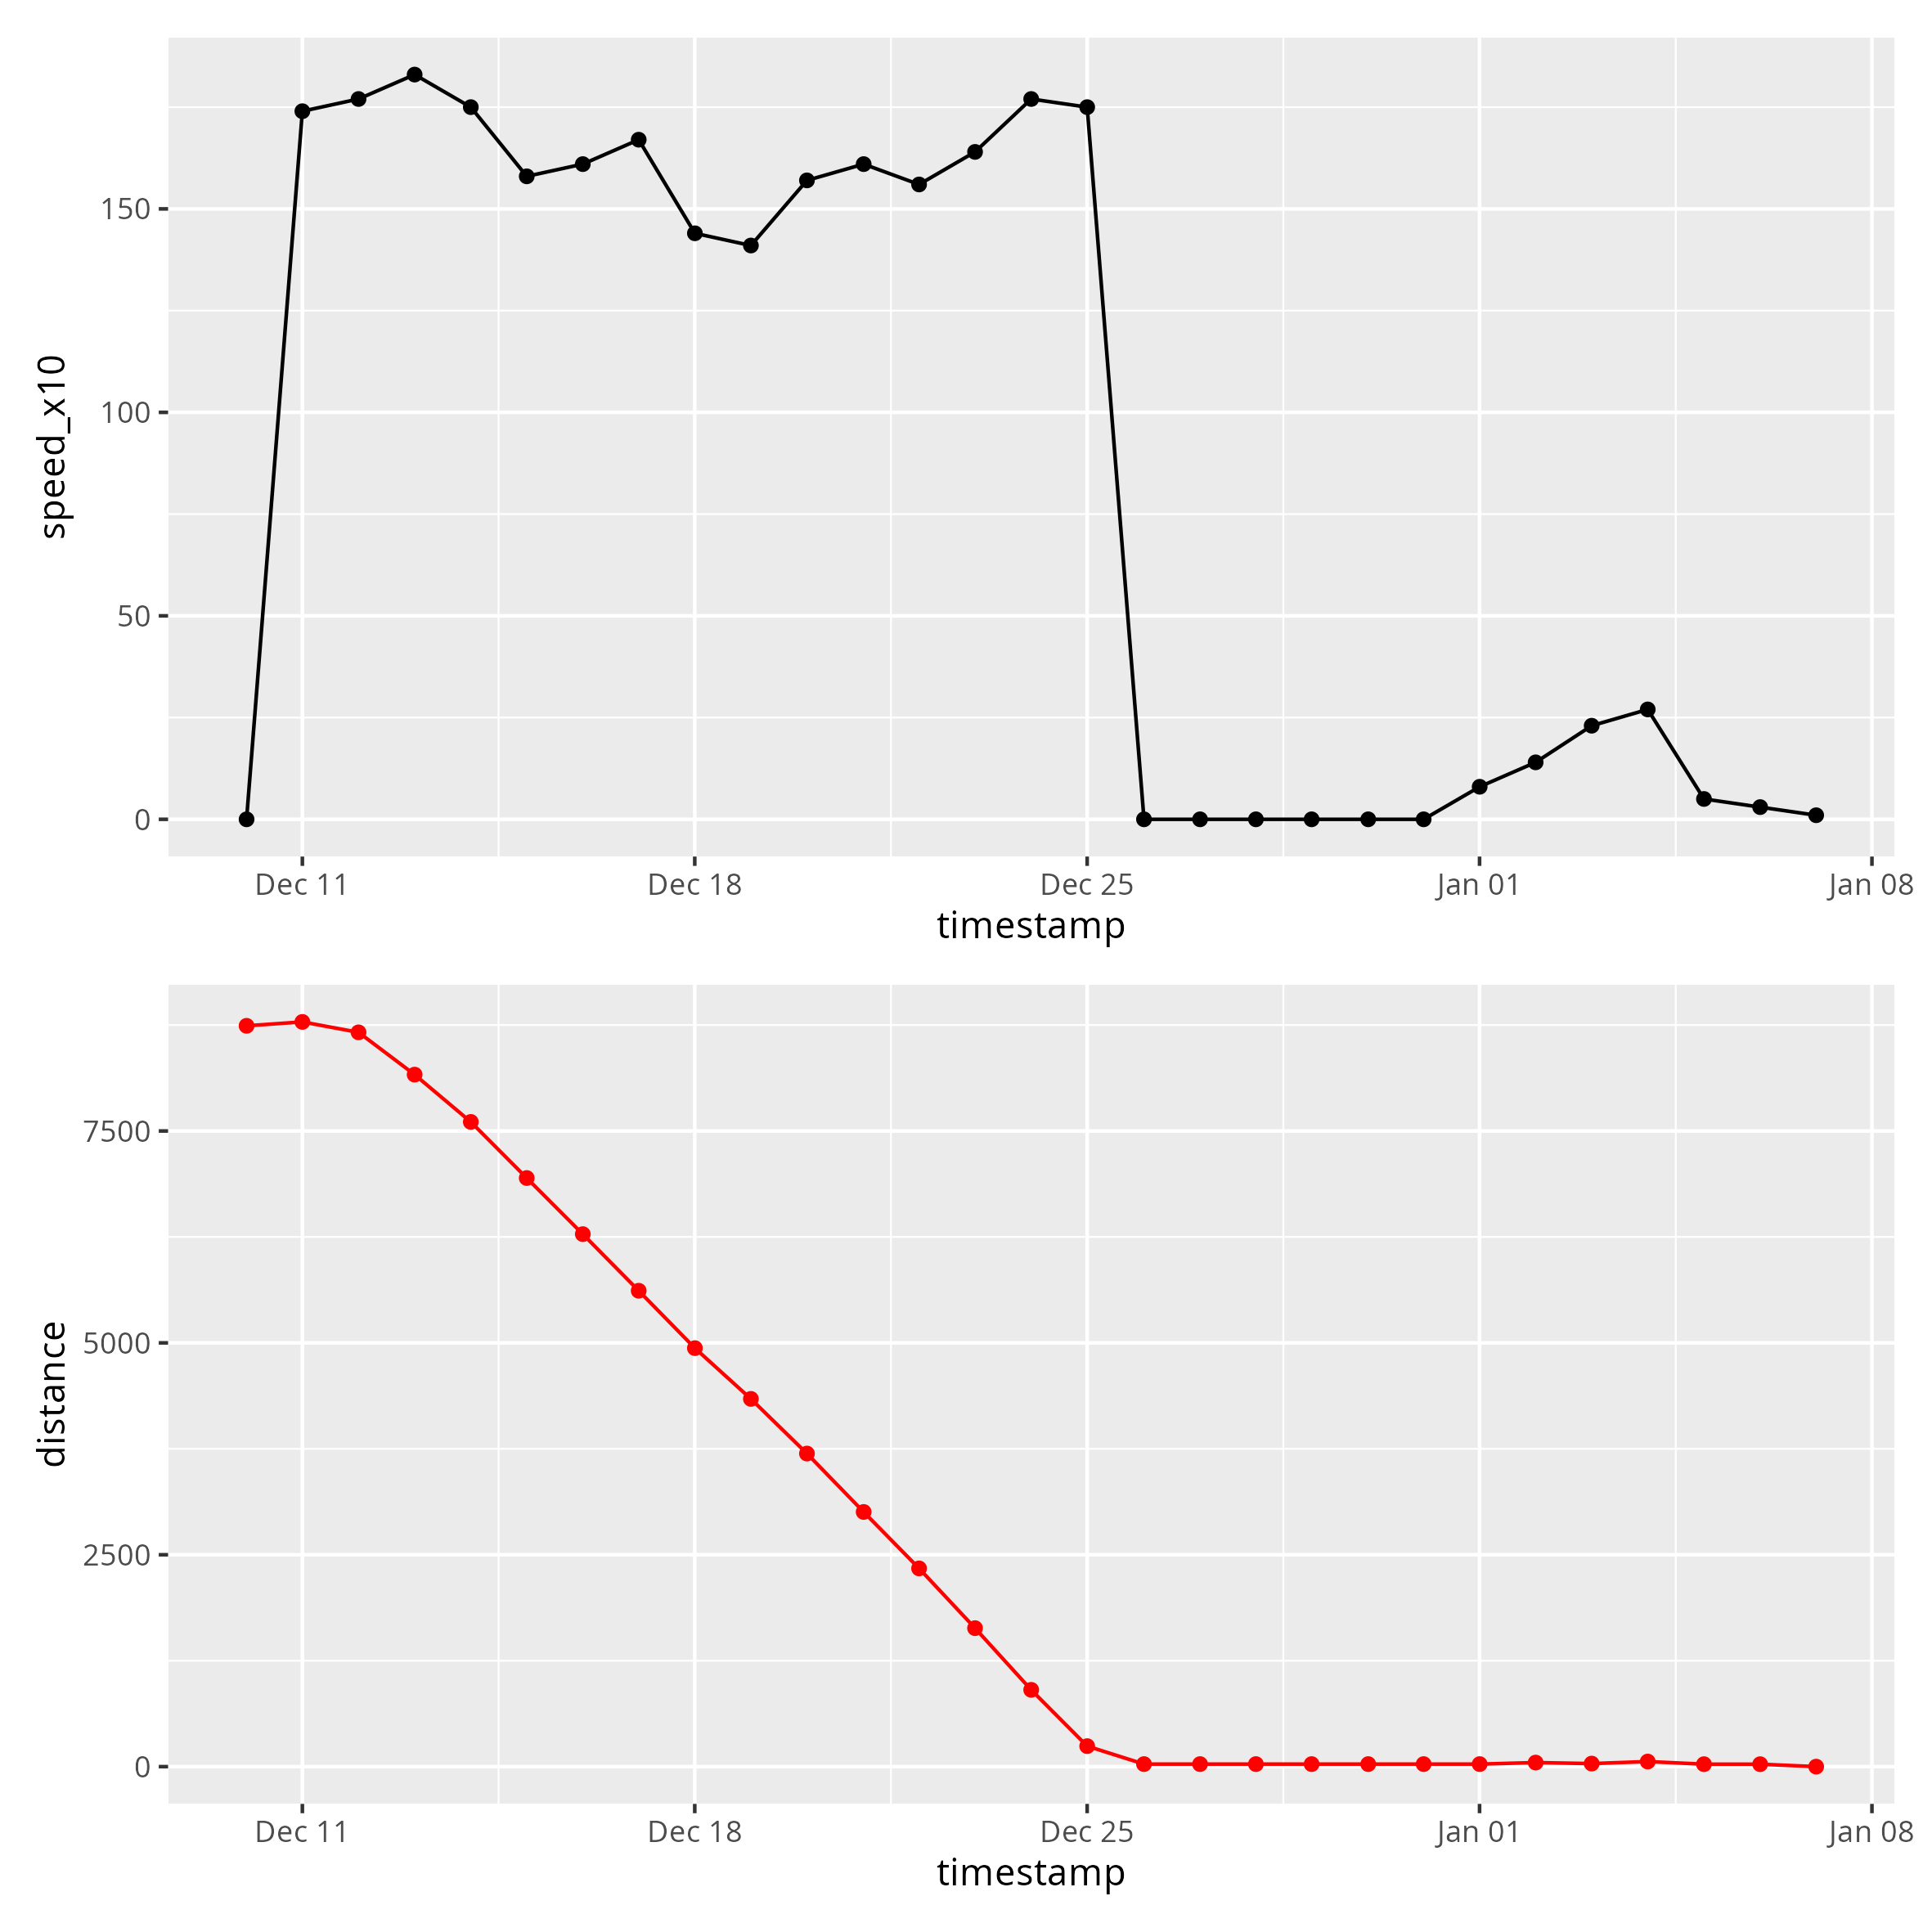 speed_x10
150
100
50
0
Dec 11 Dec 18 Dec 25 Jan 01 Jan 08
timestamp
distance
7500
5000
2500
0
Dec 11 Dec 18 Dec 25 Jan 01 Jan 08
timestamp